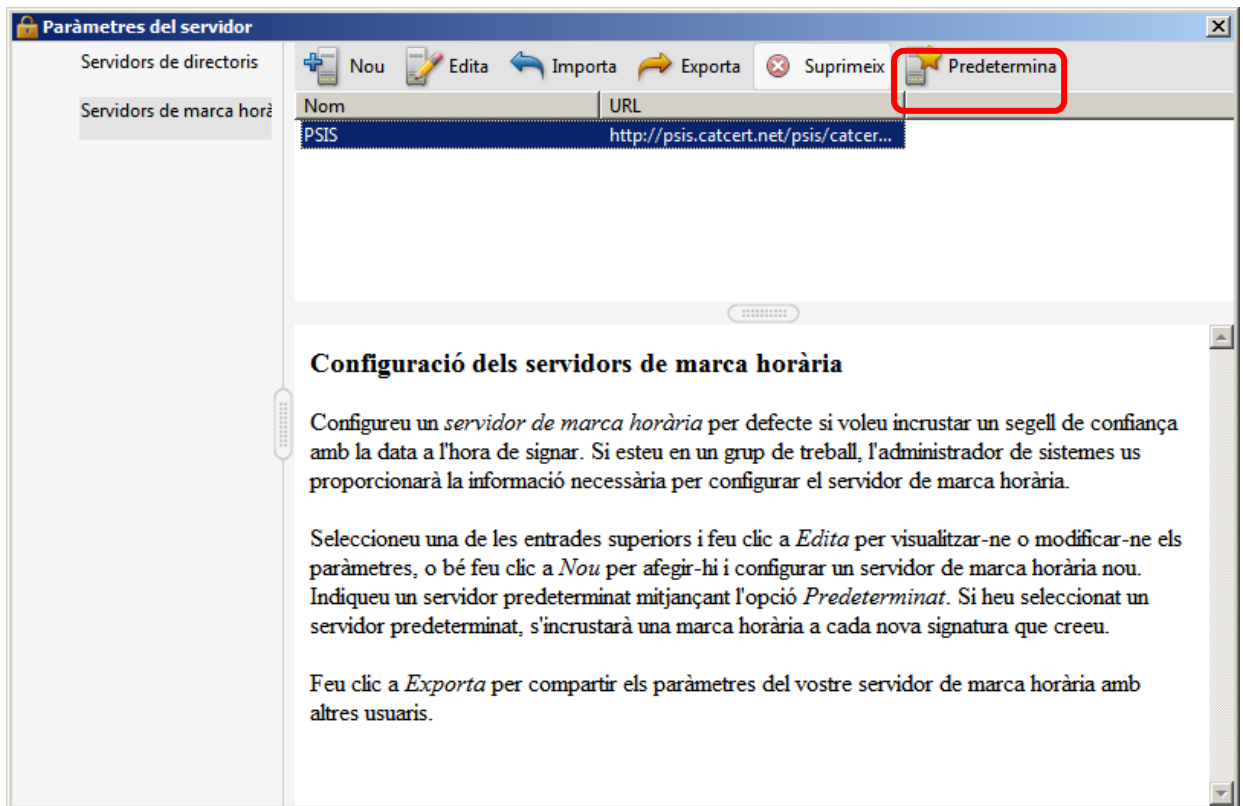 Paràmetres del servidor
Servidors de directoris
Servidors de marca horà
Nou Edita Importa Exporta Suprimeix Predetermina
Nom URL
PSIS http://psis.catcert.net/psis/catcer...
Configuració dels servidors de marca horària
Configureu un servidor de marca horària per defecte si voleu incrustar un segell de confiança
amb la data a l'hora de signar. Si esteu en un grup de treball, l'administrador de sistemes us
proporcionarà la informació necessària per configurar el servidor de marca horària.
Seleccioneu una de les entrades superiors i feu clic a Edita per visualitzar-ne o modificar-ne els
paràmetres, o bé feu clic a Nou per afegir-hi i configurar un servidor de marca horària nou.
Indiqueu un servidor predeterminat mitjançant l'opció Predeterminat. Si heu seleccionat un
servidor predeterminat, s'incrustarà una marca horària a cada nova signatura que creeu.
Feu clic a Exporta per compartir els paràmetres del vostre servidor de marca horària amb
altres usuaris.